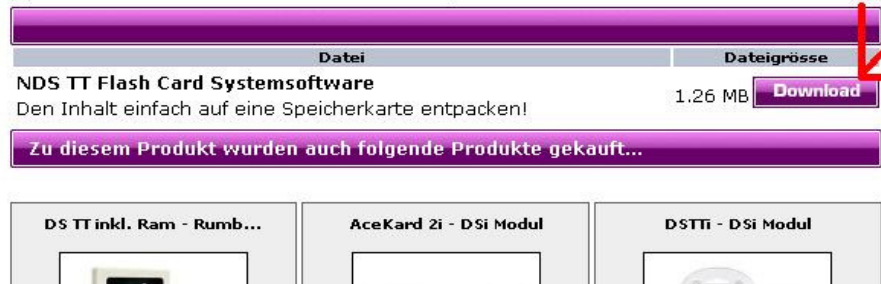 Datei Dateigrösse
NDS TT Flash Card Systemsoftware
Den Inhalt einfach auf eine Speicherkarte entpacken!
1.26 MB Download
Zu diesem Produkt wurden auch folgende Produkte gekauft...
DS TT inkl. Ram - Rumb... AceKard 2i - DSi Modul DSTTi - DSi Modul